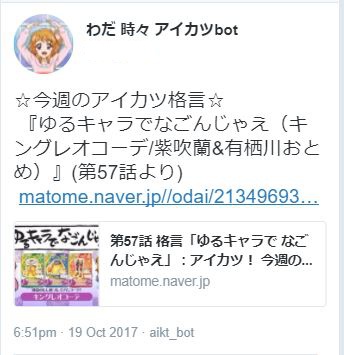 わだ 時々 アイカツbot
☆今週のアイカツ格言☆
『ゆるキャラでなごんじゃえ（キ
ングレオコーデ/紫吹蘭&有栖川おと
め）』(第57話より)
matome.naver.jp//odai/21349693…
ゆるキャラでなごんじゃ
キングレオコーデ
第57話 格言「ゆるキャラで なご
んじゃえ」 : アイカツ！ 今週の...
matome.naver.jp
6:51pm · 19 Oct 2017 · aikt_bot